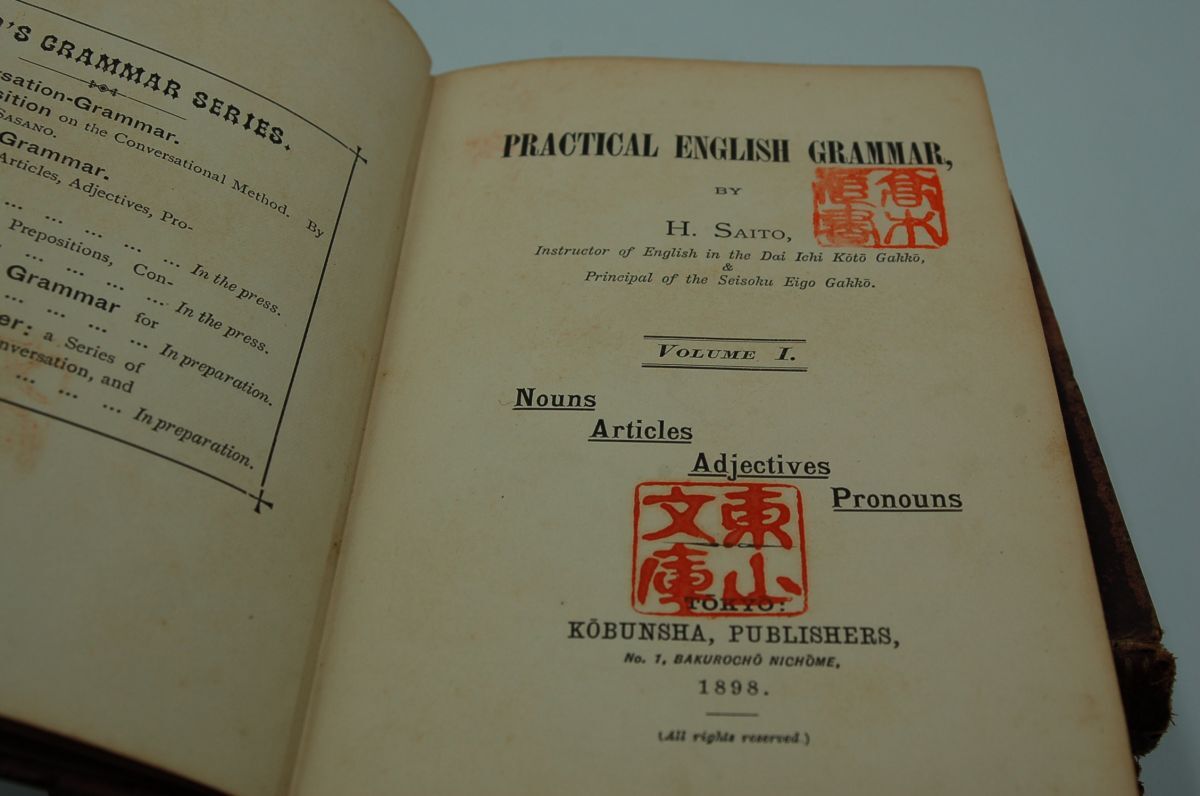 'S GRAMMAR SERIES.
sation-Grammar.
sition on the Conversational Method. By
SASANO.
Grammar.
Articles, Adjectives, Pro-
... ... ... ... ... In the press.
Prepositions, Con-
... ... ... ... In the press.
Grammar for
... ... ... ... In preparation.
er: a Series of
nversation, and
... ... ... In preparation.
PRACTICAL ENGLISH GRAMMAR,
BY
H. SAITO,
Instructor of English in the Dai Ichi Kōtō Gakkō,
&
Principal of the Seisoku Eigo Gakkō.
VOLUME I.
Nouns
Articles
Adjectives
Pronouns
東山
文庫
TŌKYO:
KŌBUNSHA, PUBLISHERS,
No. 1, BAKUROCHŌ NICHŌME,
1898.
(All rights reserved.)